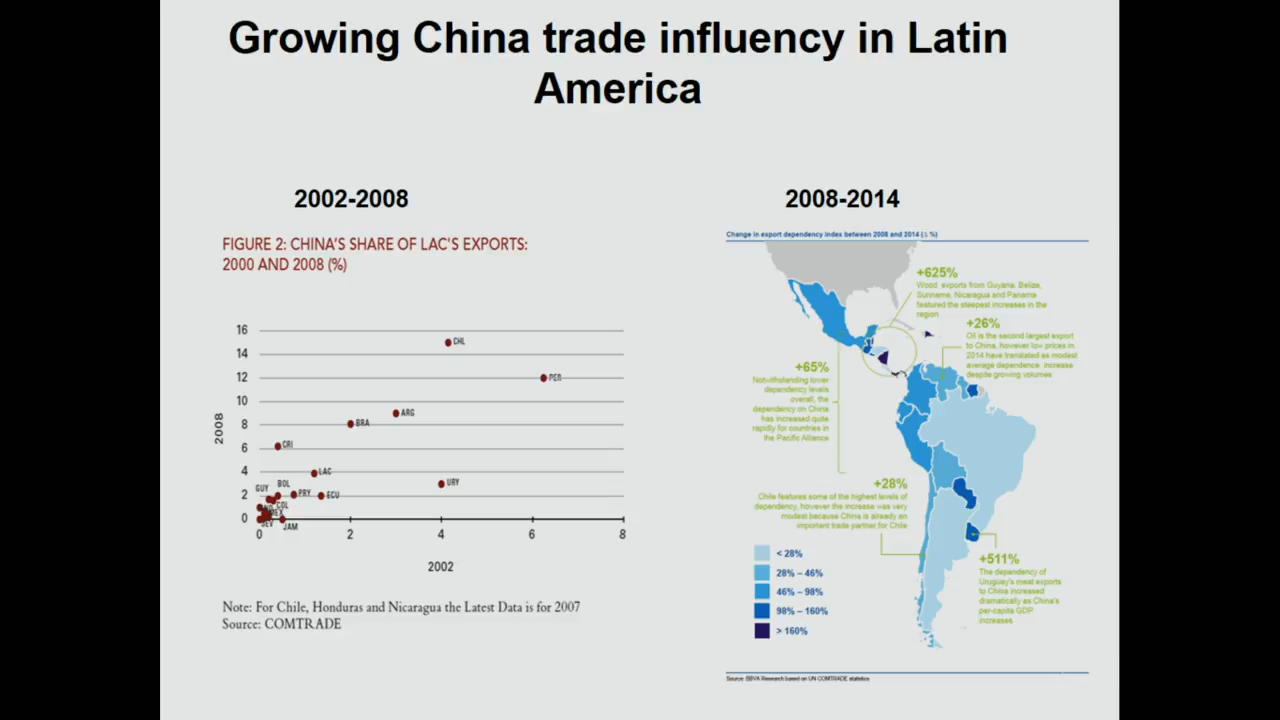 Growing China trade influency in Latin
America
2002-2008
FIGURE 2: CHINA'S SHARE OF LAC'S EXPORTS:
2000 AND 2008 (%)
16
14
12
10
8
6
4
2
0
2008
CHL
PER
ARG
BRA
CRI
LAC
URY
GUY
BOL
PRY
ECU
COL
JAM
0
2
4
6
8
2002
Note: For Chile, Honduras and Nicaragua the Latest Data is for 2007
Source: COMTRADE
2008-2014
Change in export dependency index between 2008 and 2014 (Δ %)
+625%
Wood, exports from Guyana, Belize,
Suriname, Nicaragua and Panama
featured the steepest increases in the
region
+26%
Oil is the second largest export
to China, however low prices in
2014 have translated as modest
average dependence increase
despite growing volumes
+65%
Notwithstanding lower
dependency levels
overall, the
dependency on China
has increased quite
rapidly for countries in
the Pacific Alliance
+28%
Chile features some of the highest levels of
dependency, however the increase was very
modest because China is already an
important trade partner for Chile
+511%
The dependency of
Uruguay's meat exports
to China increased
dramatically as China's
per-capita GDP
increases
< 28%
28% – 46%
46% – 98%
98% – 160%
> 160%
Source: BBVA Research based on UN COMTRADE statistics